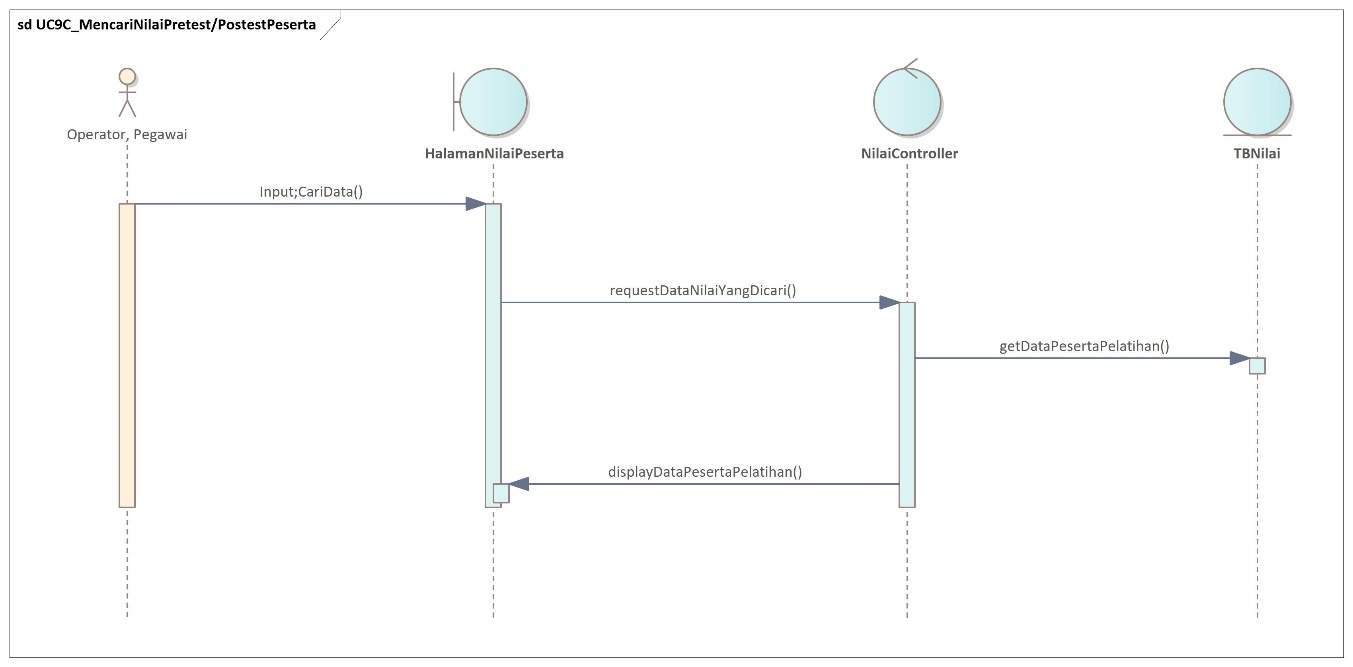 sd UC9C_MencariNilaiPretest/PostestPeserta
Operator, Pegawai
HalamanNilaiPeserta
NilaiController
TBNilai
Input;CariData()
requestDataNilaiYangDicari()
getDataPesertaPelatihan()
displayDataPesertaPelatihan()